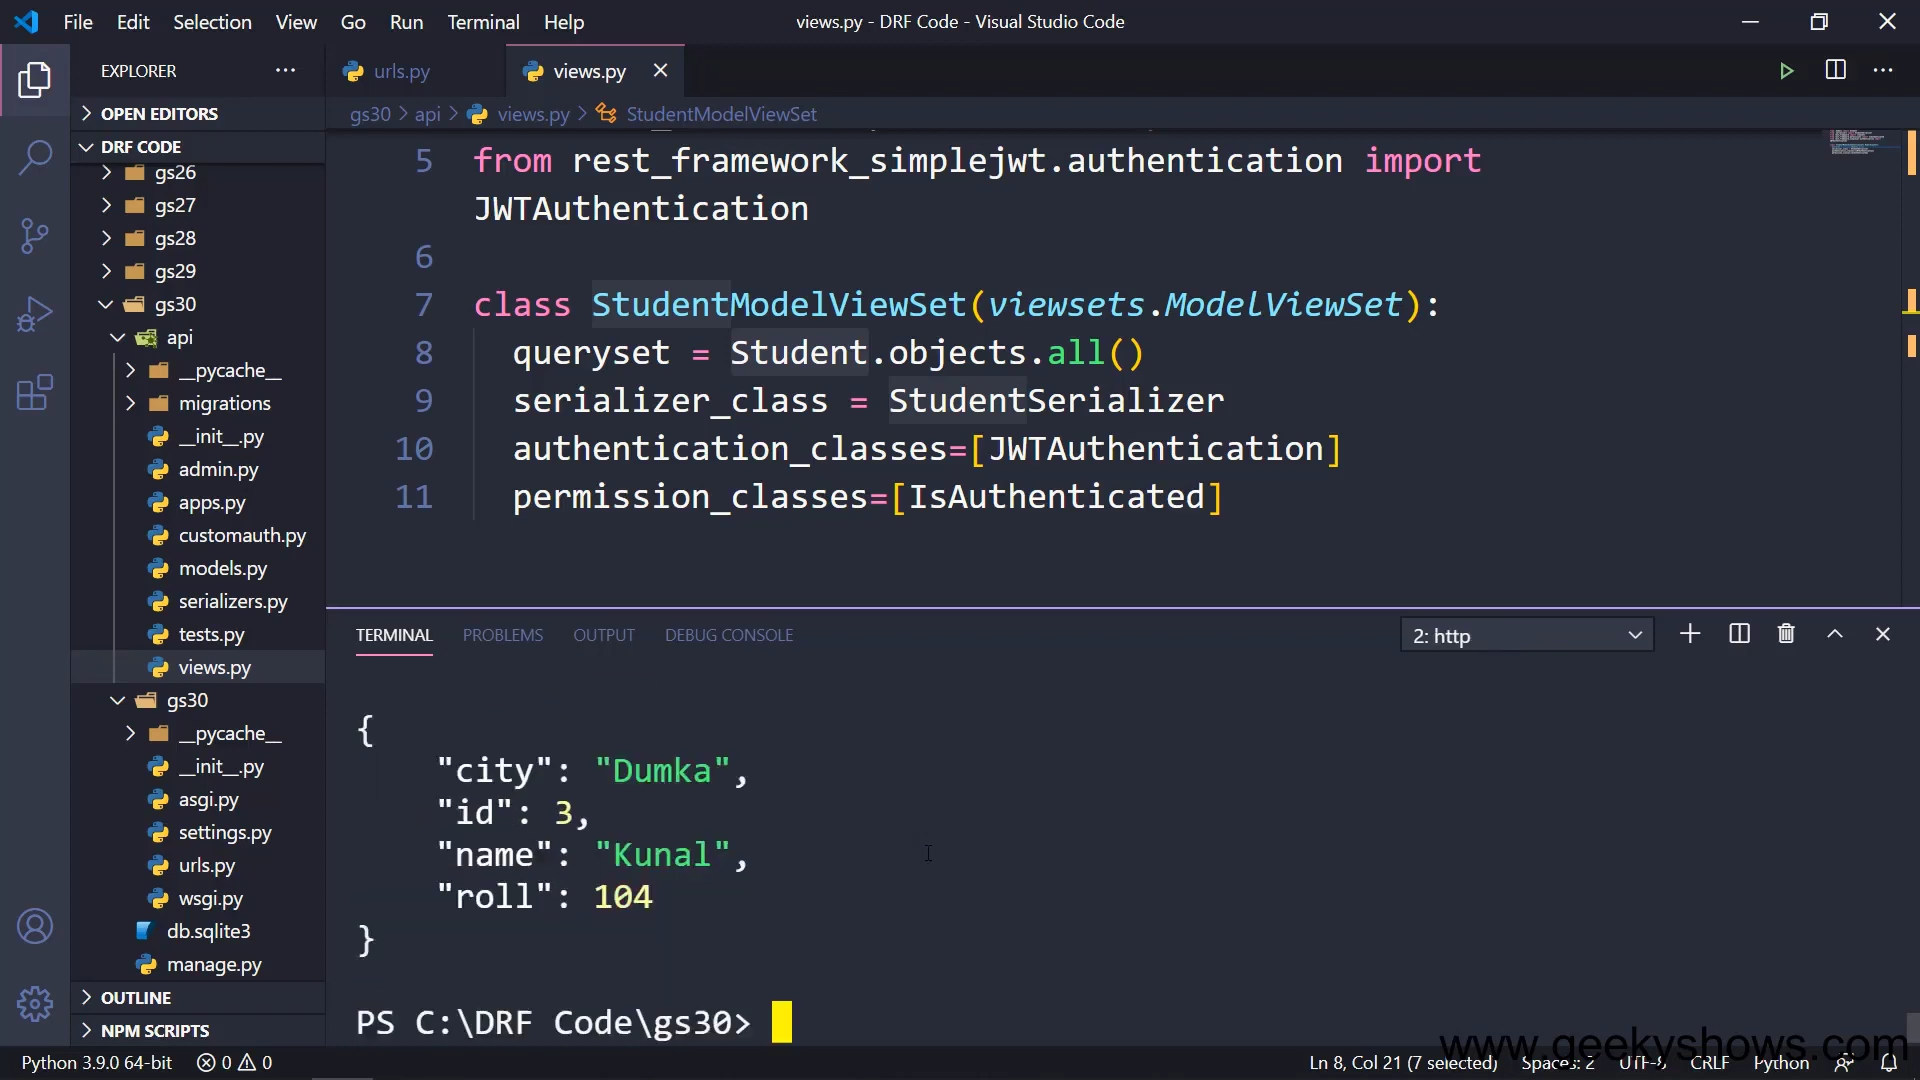 File Edit Selection View Go Run Terminal Help
views.py - DRF Code - Visual Studio Code
EXPLORER
urls.py
views.py
OPEN EDITORS
gs30 > api > views.py > StudentModelViewSet
DRF CODE
gs26
gs27
gs28
gs29
gs30
api
__pycache__
migrations
__init__.py
admin.py
apps.py
customauth.py
models.py
serializers.py
tests.py
views.py
gs30
__pycache__
__init__.py
asgi.py
settings.py
urls.py
wsgi.py
db.sqlite3
manage.py
OUTLINE
NPM SCRIPTS
5 from rest_framework_simplejwt.authentication import
JWTAuthentication
6
7 class StudentModelViewSet(viewsets.ModelViewSet):
8 queryset = Student.objects.all()
9 serializer_class = StudentSerializer
10 authentication_classes=[JWTAuthentication]
11 permission_classes=[IsAuthenticated]
TERMINAL PROBLEMS OUTPUT DEBUG CONSOLE
2: http
{
"city": "Dumka",
"id": 3,
"name": "Kunal",
"roll": 104
}
PS C:\DRF Code\gs30>
www.geekyshows.com
Python 3.9.0 64-bit 0 0
Ln 8, Col 21 (7 selected) Spaces: 2 UTF-8 CRLF Python